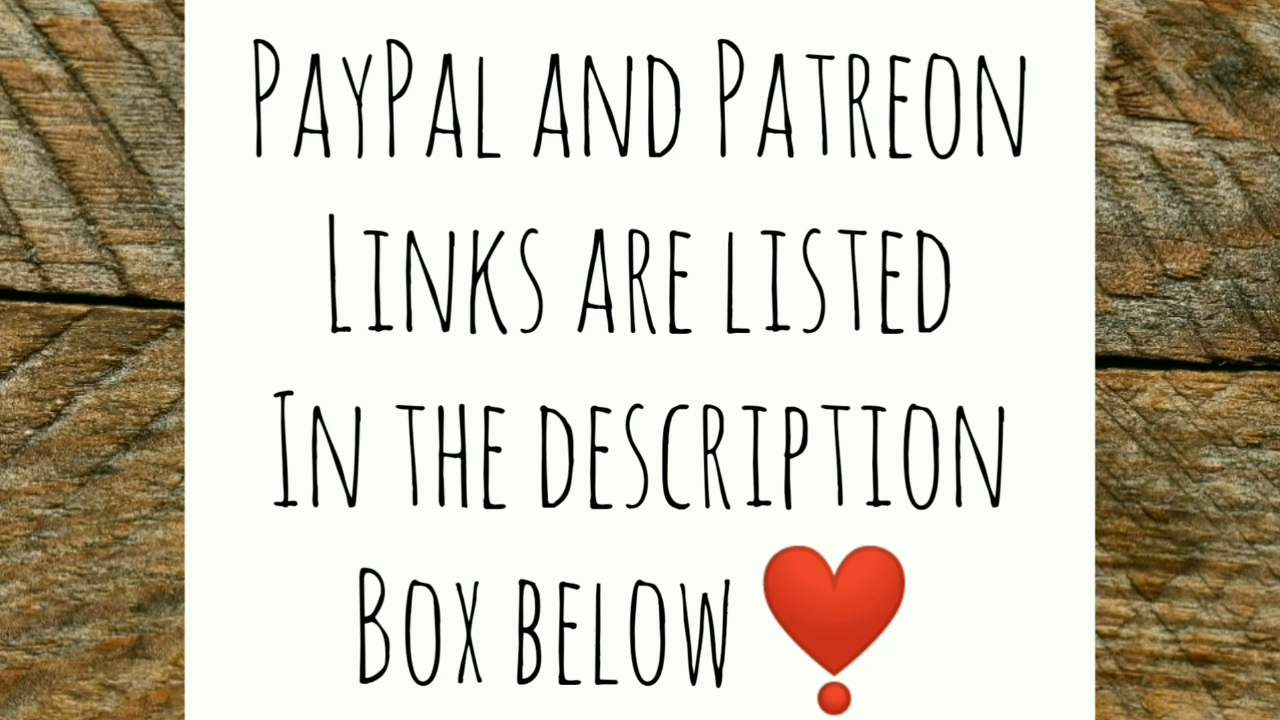 PayPal and Patreon
Links are listed
In the description
Box below ❣